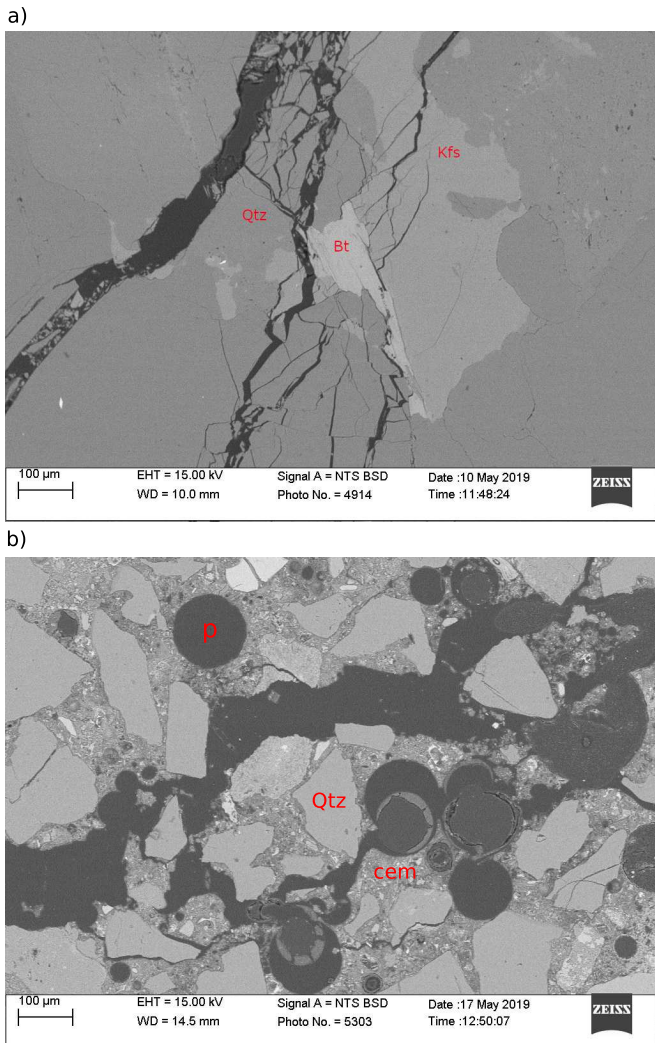 a)
Kfs
Qtz
Bt
100 µm
EHT = 15.00 kV
WD = 10.0 mm
Signal A = NTS BSD
Photo No. = 4914
Date :10 May 2019
Time :11:48:24
ZEISS
b)
p
Qtz
cem
100 µm
EHT = 15.00 kV
WD = 14.5 mm
Signal A = NTS BSD
Photo No. = 5303
Date :17 May 2019
Time :12:50:07
ZEISS